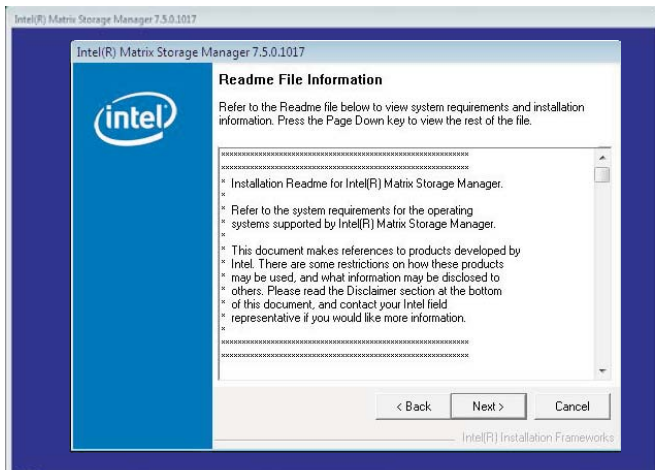 Intel(R) Matrix Storage Manager 7.5.0.1017
Intel(R) Matrix Storage Manager 7.5.0.1017
intel
Readme File Information
Refer to the Readme file below to view system requirements and installation
information. Press the Page Down key to view the rest of the file.
************************************************************
************************************************************
* Installation Readme for Intel(R) Matrix Storage Manager.
*
* Refer to the system requirements for the operating
* systems supported by Intel(R) Matrix Storage Manager.
*
* This document makes references to products developed by
* Intel. There are some restrictions on how these products
* may be used, and what information may be disclosed to
* others. Please read the Disclaimer section at the bottom
* of this document, and contact your Intel field
* representative if you would like more information.
*
************************************************************
************************************************************
< Back
Next >
Cancel
Intel(R) Installation Frameworks